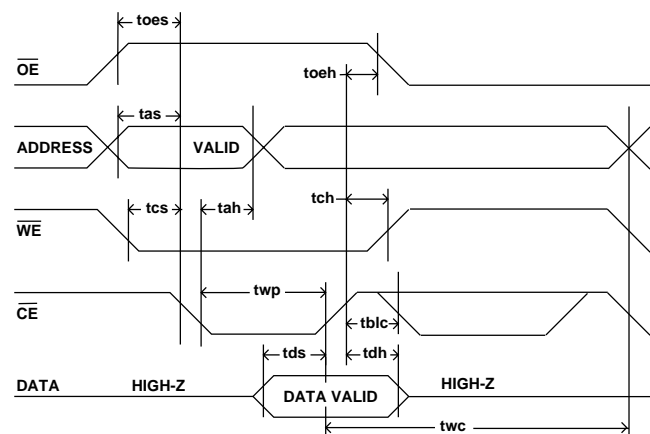 toes
OE
toeh
tas
ADDRESS
VALID
tcs
tah
tch
WE
twp
CE
tblc
tds
tdh
DATA
HIGH-Z
DATA VALID
HIGH-Z
twc